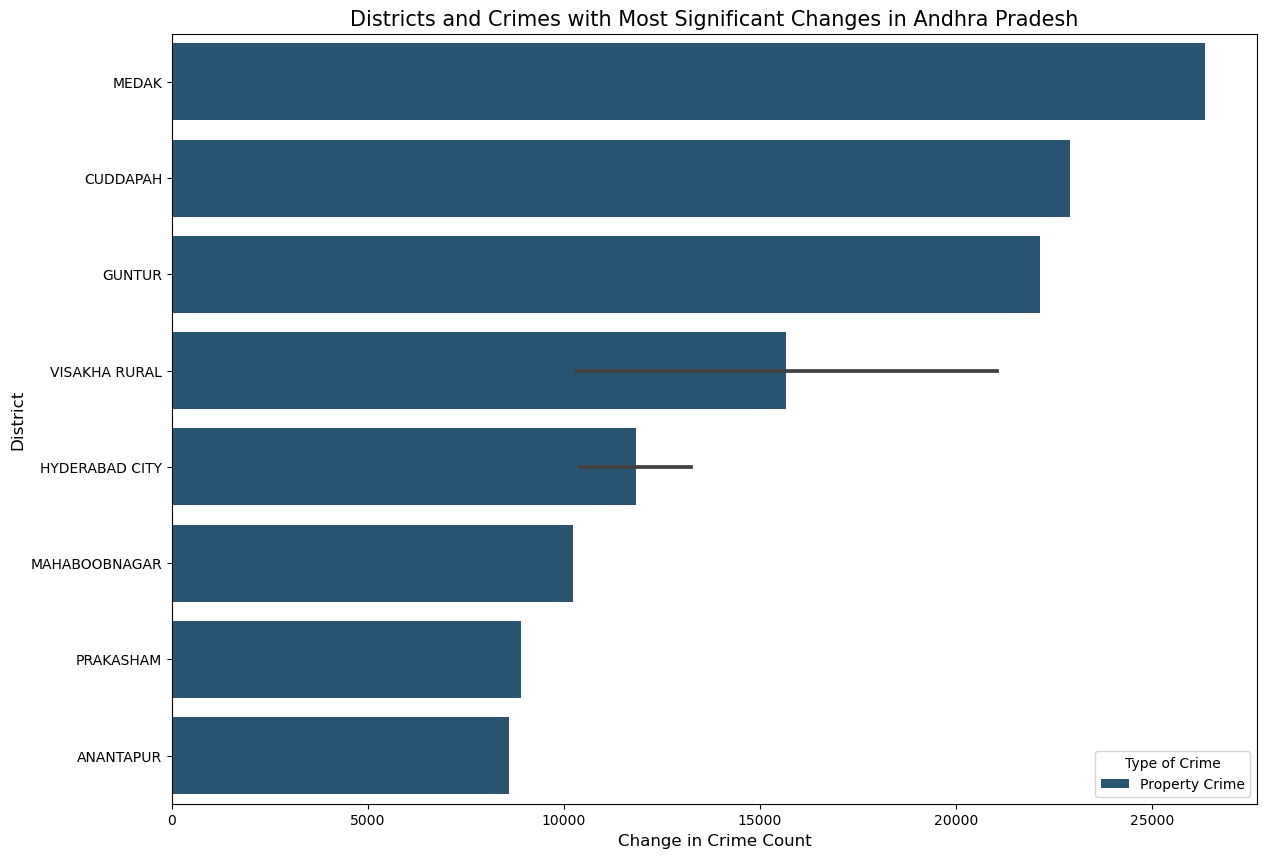 Districts and Crimes with Most Significant Changes in Andhra Pradesh
MEDAK
CUDDAPAH
GUNTUR
VISAKHA RURAL
HYDERABAD CITY
MAHABOOBNAGAR
PRAKASHAM
ANANTAPUR
District
Type of Crime
Property Crime
0 5000 10000 15000 20000 25000
Change in Crime Count